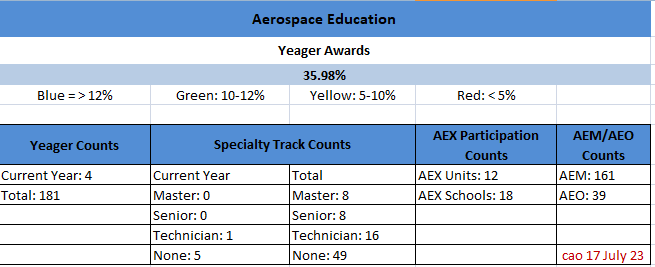 Aerospace Education
Yeager Awards
35.98%
Blue = > 12% Green: 10-12% Yellow: 5-10% Red: < 5%
Yeager Counts Specialty Track Counts AEX Participation Counts AEM/AEO Counts
Current Year: 4 Current Year Total AEX Units: 12 AEM: 161
Total: 181 Master: 0 Master: 8 AEX Schools: 18 AEO: 39
Senior: 0 Senior: 8
Technician: 1 Technician: 16
None: 5 None: 49 cao 17 July 23